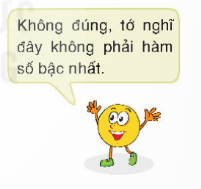 Không đúng, tớ nghĩ
đây không phải hàm
số bậc nhất.